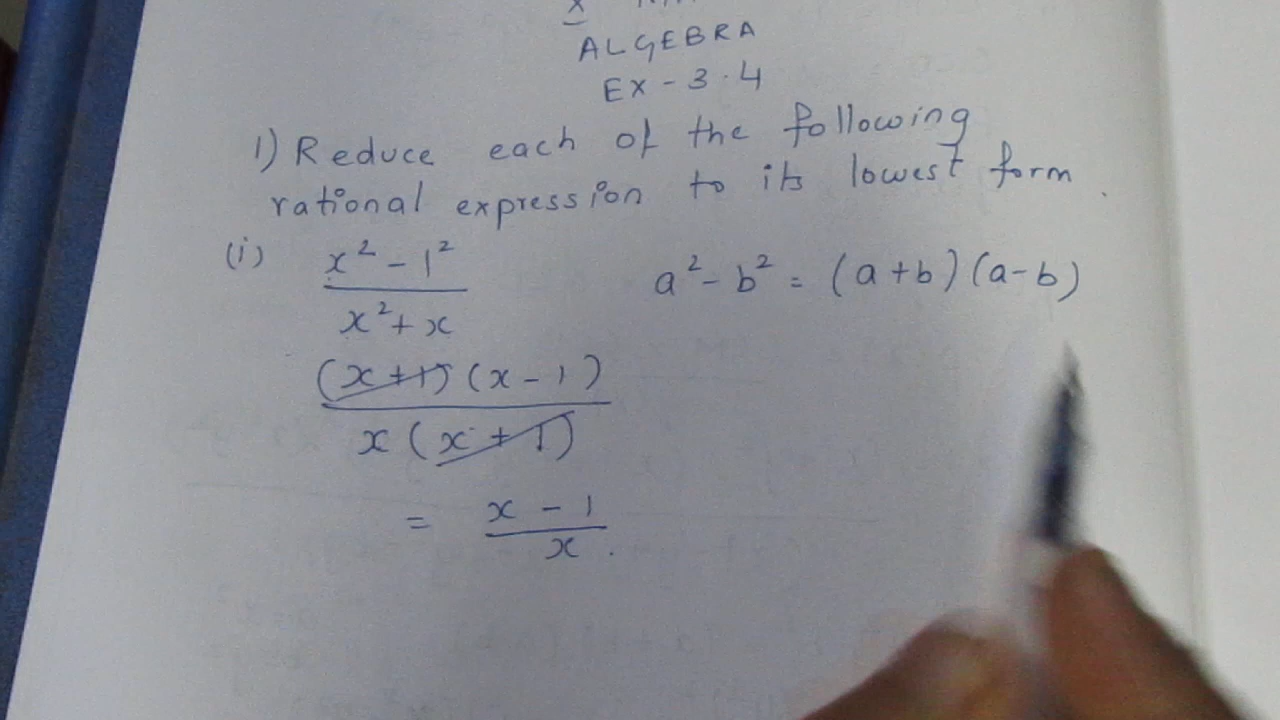 ALGEBRA
EX - 3.4
1) Reduce each of the following
rational expression to its lowest form.
(i) x² - 1² / x² + x
a² - b² = (a+b)(a-b)
(x+1)(x-1) / x(x+1)
= x - 1 / x.